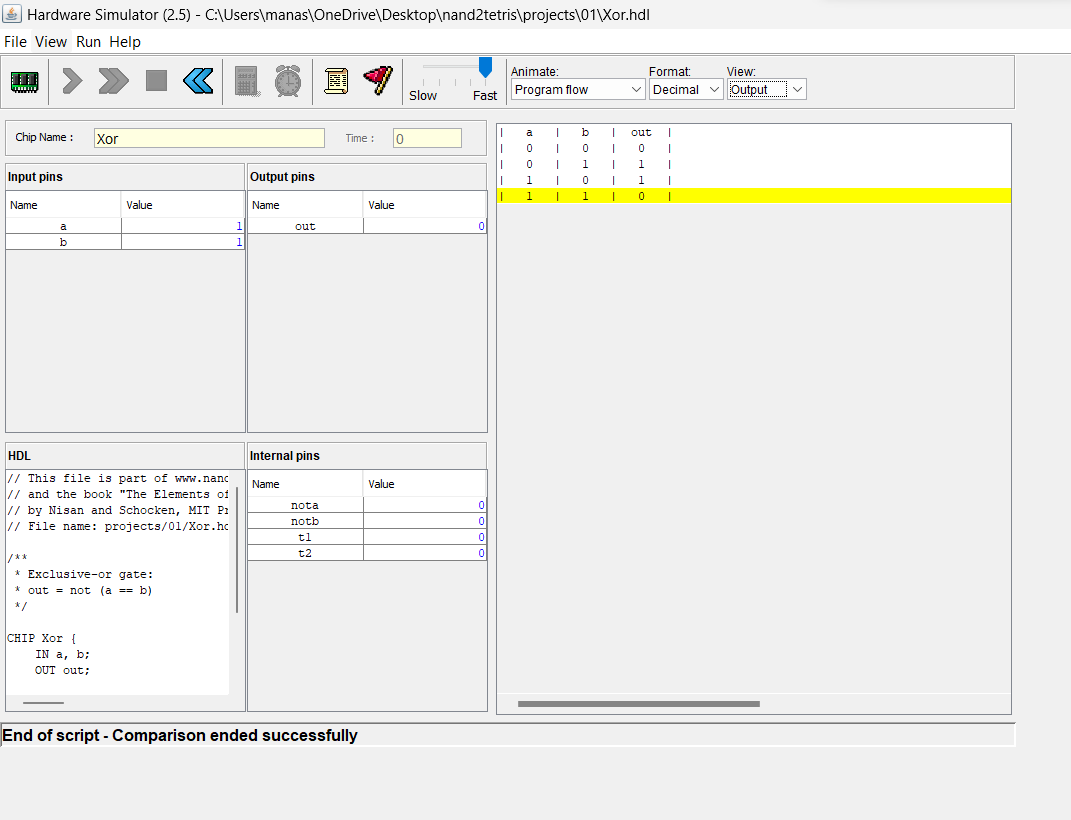 Hardware Simulator (2.5) - C:\Users\manas\OneDrive\Desktop\nand2tetris\projects\01\Xor.hdl
File View Run Help
Animate: Format: View:
Program flow Decimal Output
Slow Fast
Chip Name : Xor Time : 0
Input pins
Name Value
a 1
b 1
Output pins
Name Value
out 0
| a | b | out |
| 0 | 0 | 0 |
| 0 | 1 | 1 |
| 1 | 0 | 1 |
| 1 | 1 | 0 |
HDL
// This file is part of www.nand
// and the book "The Elements of
// by Nisan and Schocken, MIT Pr
// File name: projects/01/Xor.hd
/**
* Exclusive-or gate:
* out = not (a == b)
*/
CHIP Xor {
IN a, b;
OUT out;
Internal pins
Name Value
nota 0
notb 0
t1 0
t2 0
End of script - Comparison ended successfully